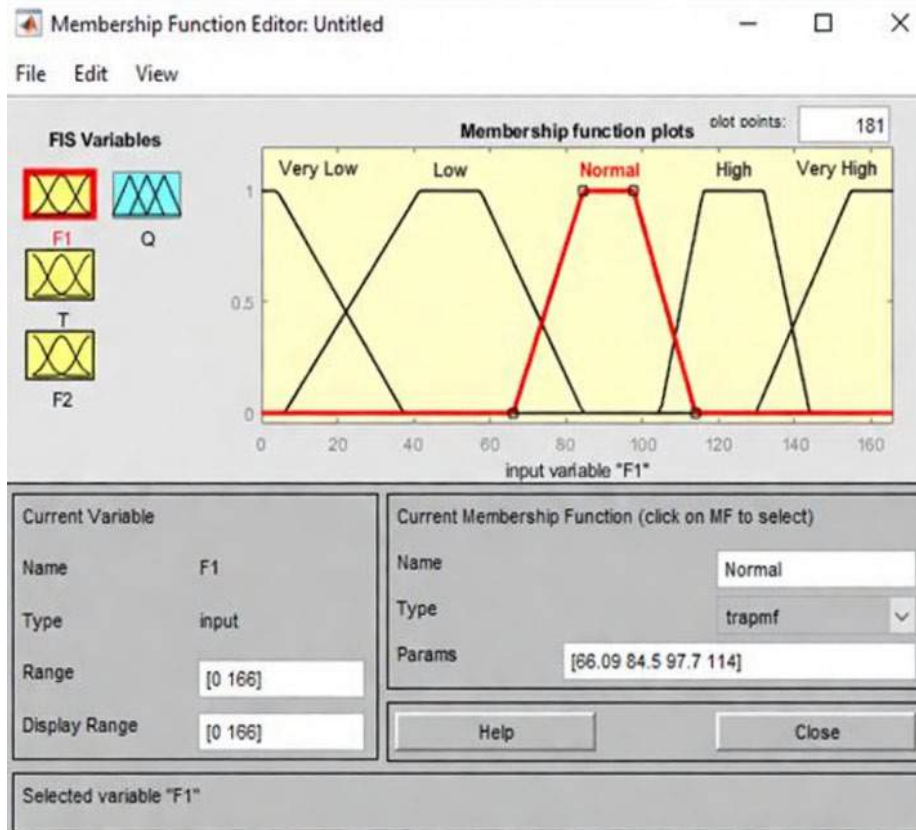 Membership Function Editor: Untitled
File Edit View
FIS Variables
F1
Q
T
F2
Membership function plots
plot points:
181
Very Low
Low
Normal
High
Very High
1
0.5
0
0 20 40 60 80 100 120 140 160
input variable "F1"
Current Variable
Name F1
Type input
Range [0 166]
Display Range [0 166]
Current Membership Function (click on MF to select)
Name Normal
Type trapmf
Params [66.09 84.5 97.7 114]
Help
Close
Selected variable "F1"